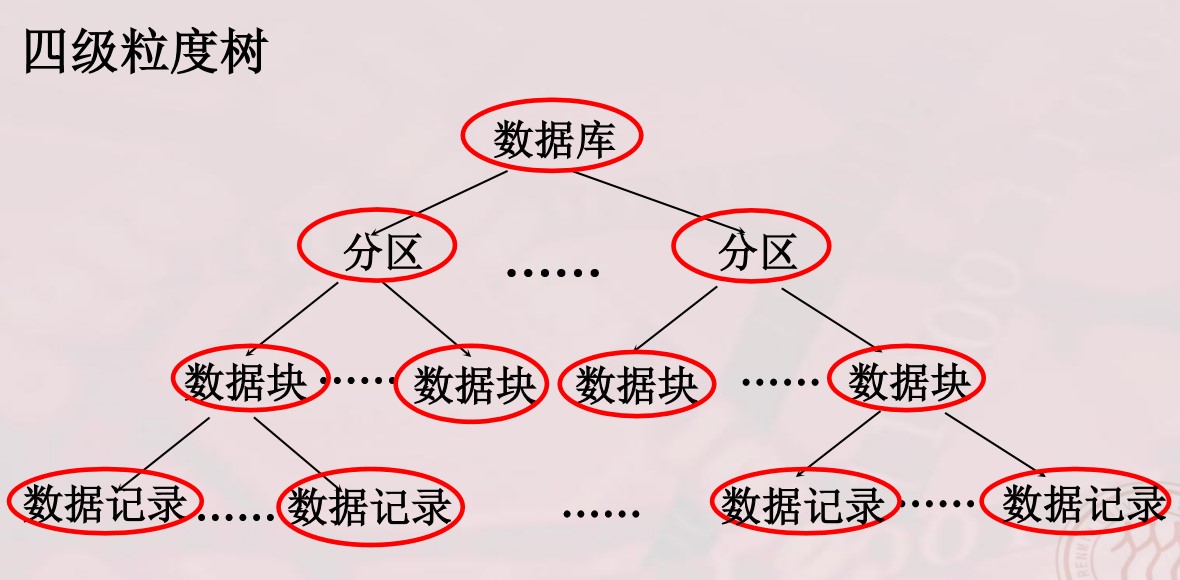 四级粒度树
数据库
分区 …… 分区
数据块 …… 数据块 数据块 …… 数据块
数据记录 …… 数据记录 …… 数据记录 …… 数据记录